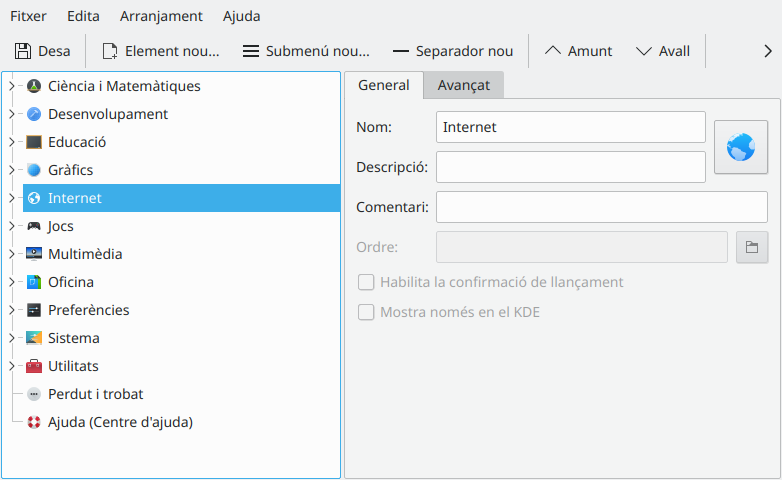 Fitxer Edita Arranjament Ajuda
Desa Element nou... Submenú nou... Separador nou Amunt Avall
Ciència i Matemàtiques
Desenvolupament
Educació
Gràfics
Internet
Jocs
Multimèdia
Oficina
Preferències
Sistema
Utilitats
Perdut i trobat
Ajuda (Centre d'ajuda)
General Avançat
Nom: Internet
Descripció:
Comentari:
Ordre:
Habilita la confirmació de llançament
Mostra només en el KDE